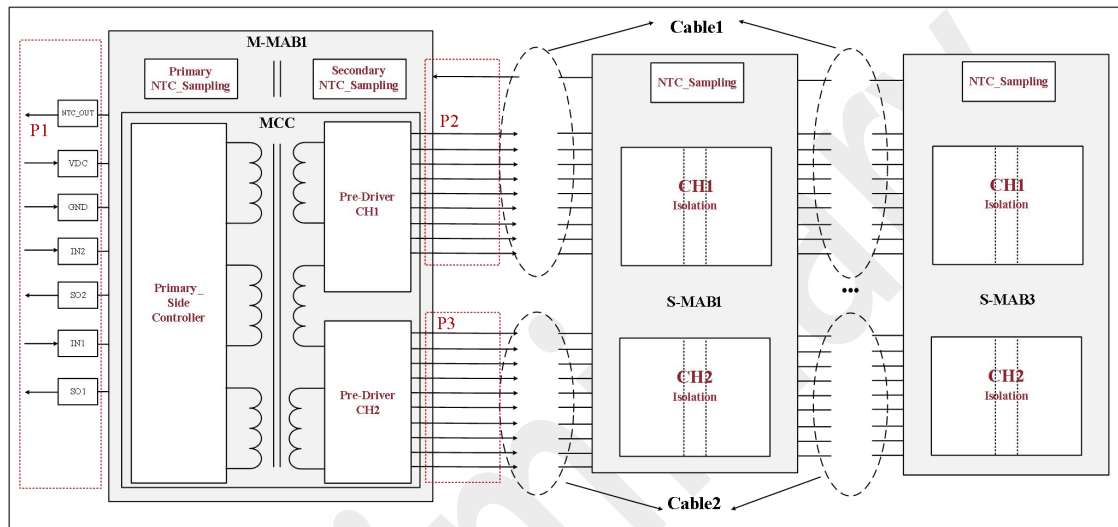 Cable1
M-MAB1
Primary
NTC_Sampling
Secondary
NTC_Sampling
NTC_Sampling
NTC_Sampling
P1
NTC_OUT
VDC
GND
IN2
SO2
IN1
SO1
MCC
Primary_
Side
Controller
Pre-Driver
CH1
Pre-Driver
CH2
P2
P3
CH1
Isolation
S-MAB1
CH2
Isolation
...
CH1
Isolation
S-MAB3
CH2
Isolation
Cable2